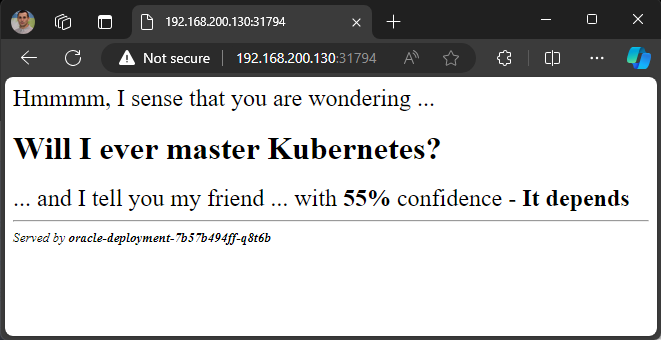 192.168.200.130:31794
Not secure
192.168.200.130:31794
Hmmmm, I sense that you are wondering ...
Will I ever master Kubernetes?
... and I tell you my friend ... with 55% confidence - It depends
Served by oracle-deployment-7b57b494ff-q8t6b